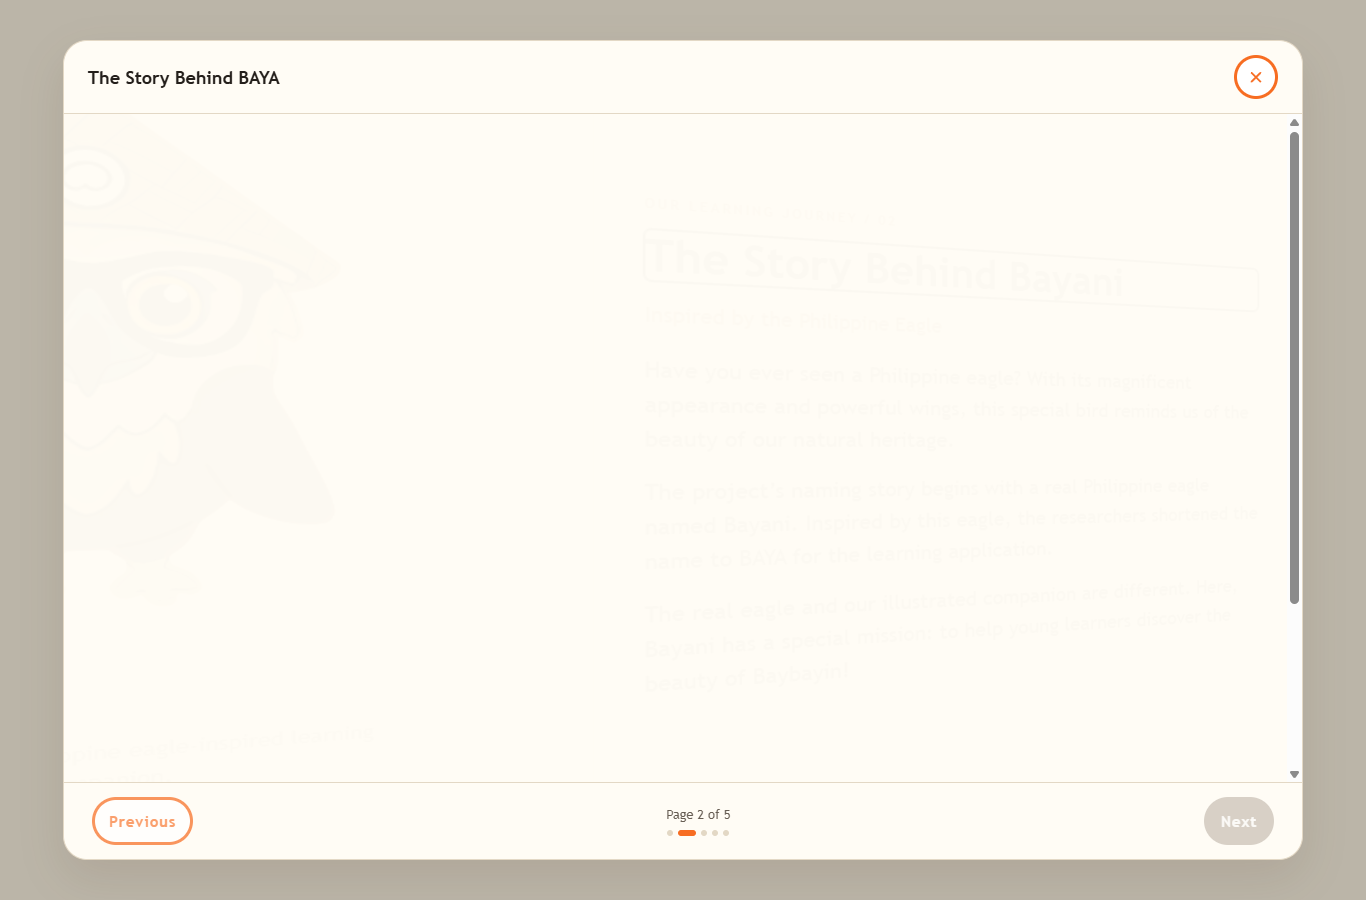 The Story Behind BAYA
The Story Behind Bayani
Inspired by the Philippine Eagle
Have you ever seen a Philippine eagle? With its magnificent
appearance and powerful wings, this special bird reminds us of the
beauty of our natural heritage.
The project's naming story begins with a real Philippine eagle
named Bayani. Inspired by this eagle, the researchers shortened the
name to BAYA for the learning application.
The real eagle and our illustrated companion are different.
Bayani has a special mission: to help young learners discover the
beauty of Baybayin!
inspired learning
Previous
Page 2 of 5
Next